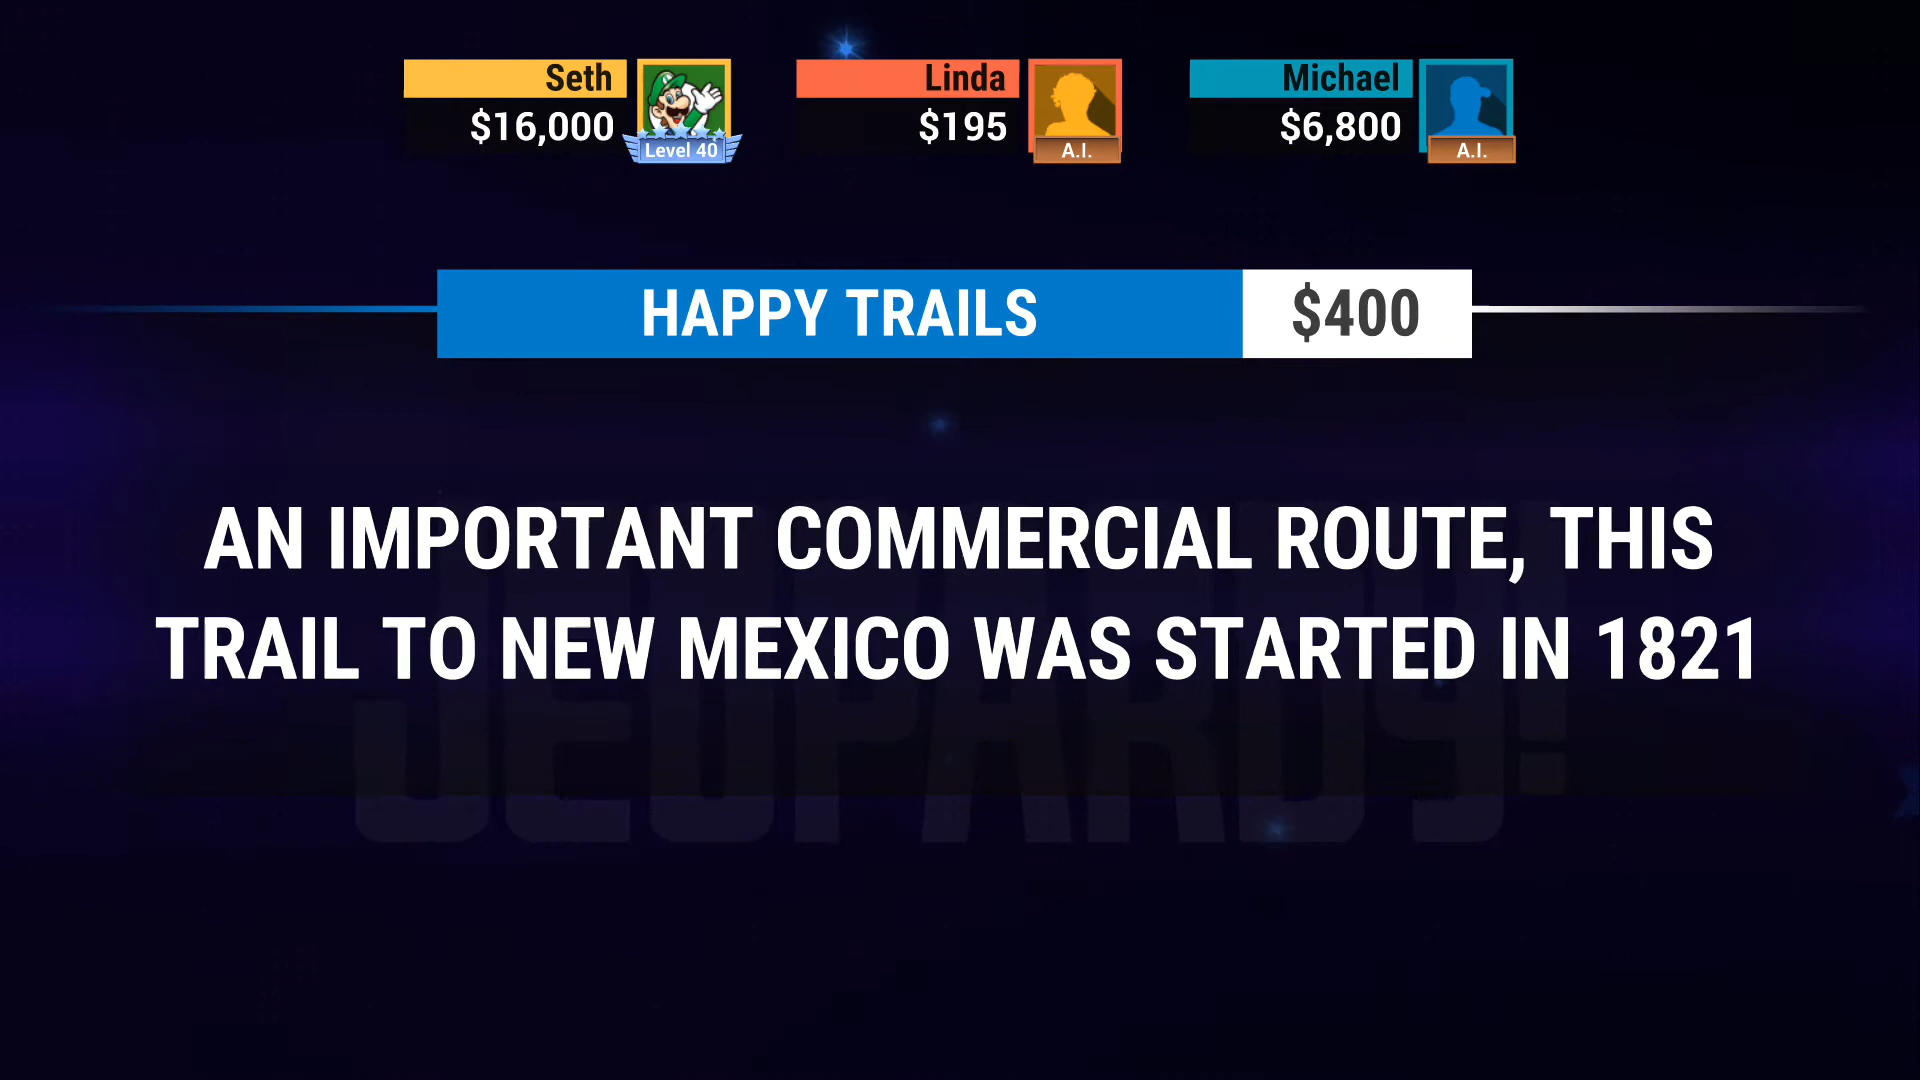 Seth
$16,000
Level 40
Linda
$195
A.I.
Michael
$6,800
A.I.
HAPPY TRAILS
$400
AN IMPORTANT COMMERCIAL ROUTE, THIS
TRAIL TO NEW MEXICO WAS STARTED IN 1821
JEOPARDY!